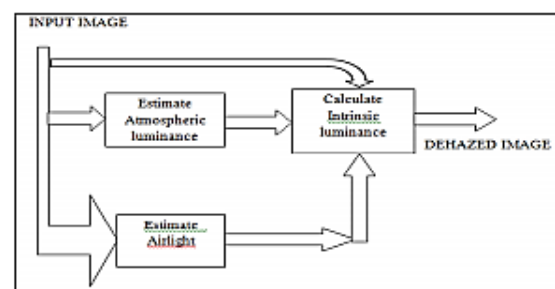 INPUT IMAGE
Estimate
Atmospheric
luminance
Calculate
Intrinsic
luminance
DEHAZED IMAGE
Estimate
Airlight